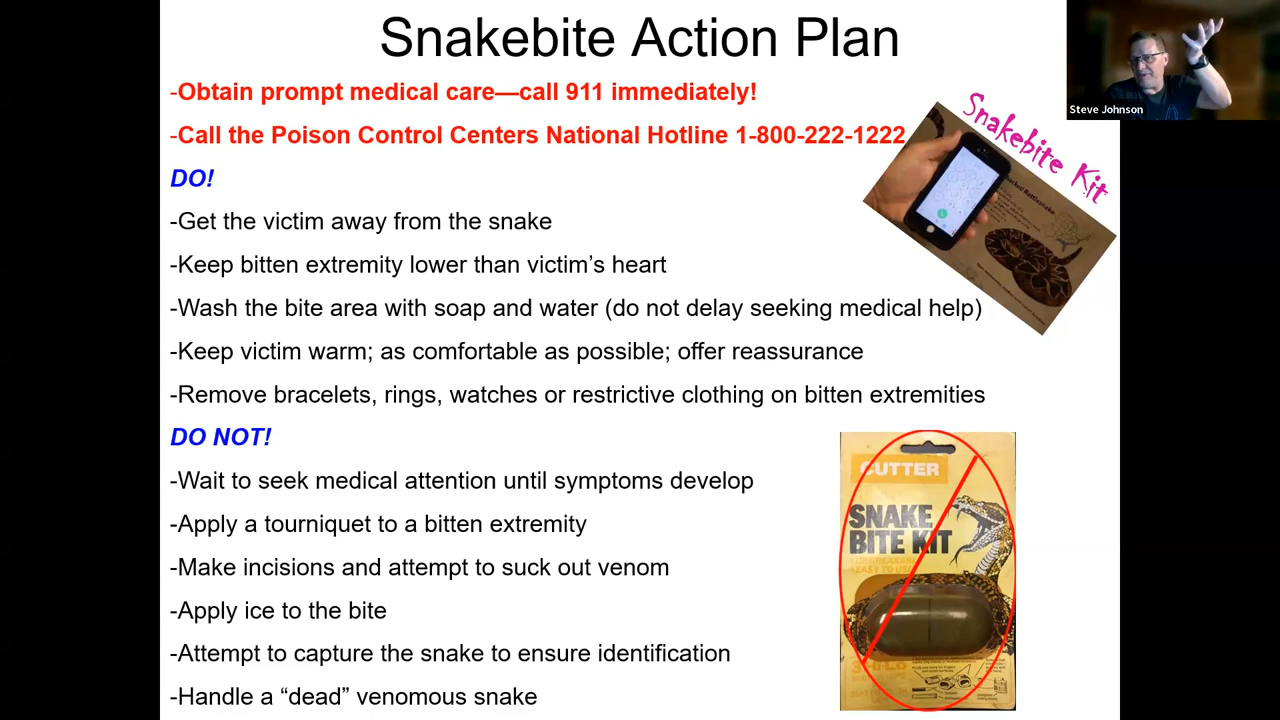 Snakebite Action Plan
-Obtain prompt medical care—call 911 immediately!
-Call the Poison Control Centers National Hotline 1-800-222-1222
DO!
-Get the victim away from the snake
-Keep bitten extremity lower than victim’s heart
-Wash the bite area with soap and water (do not delay seeking medical help)
-Keep victim warm; as comfortable as possible; offer reassurance
-Remove bracelets, rings, watches or restrictive clothing on bitten extremities
DO NOT!
-Wait to seek medical attention until symptoms develop
-Apply a tourniquet to a bitten extremity
-Make incisions and attempt to suck out venom
-Apply ice to the bite
-Attempt to capture the snake to ensure identification
-Handle a “dead” venomous snake
Steve Johnson
Snakebite Kit
CUTTER
SNAKE
BITE KIT